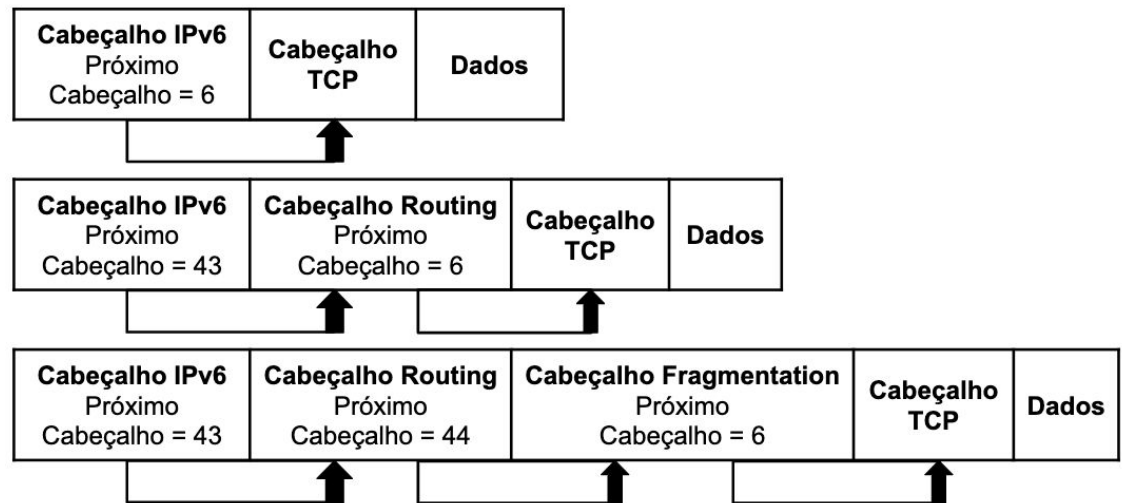 Cabeçalho IPv6
Próximo
Cabeçalho = 6
Cabeçalho
TCP
Dados
Cabeçalho IPv6
Próximo
Cabeçalho = 43
Cabeçalho Routing
Próximo
Cabeçalho = 6
Cabeçalho
TCP
Dados
Cabeçalho IPv6
Próximo
Cabeçalho = 43
Cabeçalho Routing
Próximo
Cabeçalho = 44
Cabeçalho Fragmentation
Próximo
Cabeçalho = 6
Cabeçalho
TCP
Dados